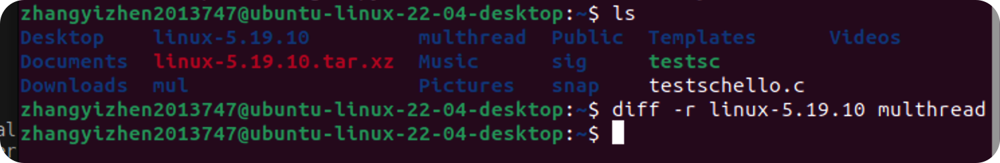 zhangyizhen2013747@ubuntu-linux-22-04-desktop:~$ ls
Desktop linux-5.19.10 multhread Public Templates Videos
Documents linux-5.19.10.tar.xz Music sig testsc
Downloads mul Pictures snap testschello.c
zhangyizhen2013747@ubuntu-linux-22-04-desktop:~$ diff -r linux-5.19.10 multhread
al
zhangyizhen2013747@ubuntu-linux-22-04-desktop:~$
er